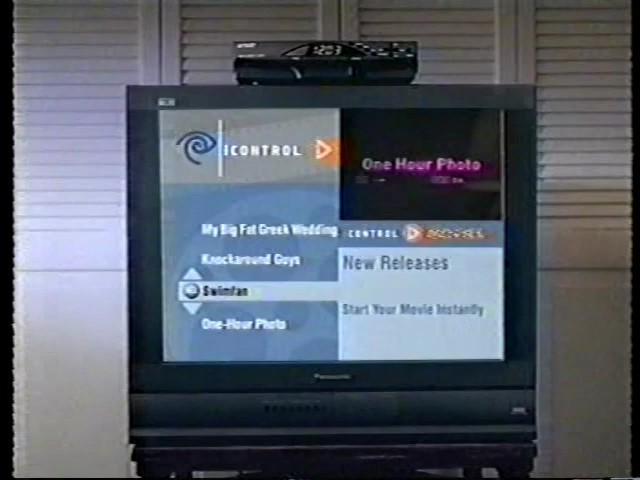 12:03
iCONTROL
One Hour Photo
My Big Fat Greek Wedding
CONTROL
Knockaround Guys
New Releases
Swimfan
Start Your Movie Instantly
One-Hour Photo
Panasonic